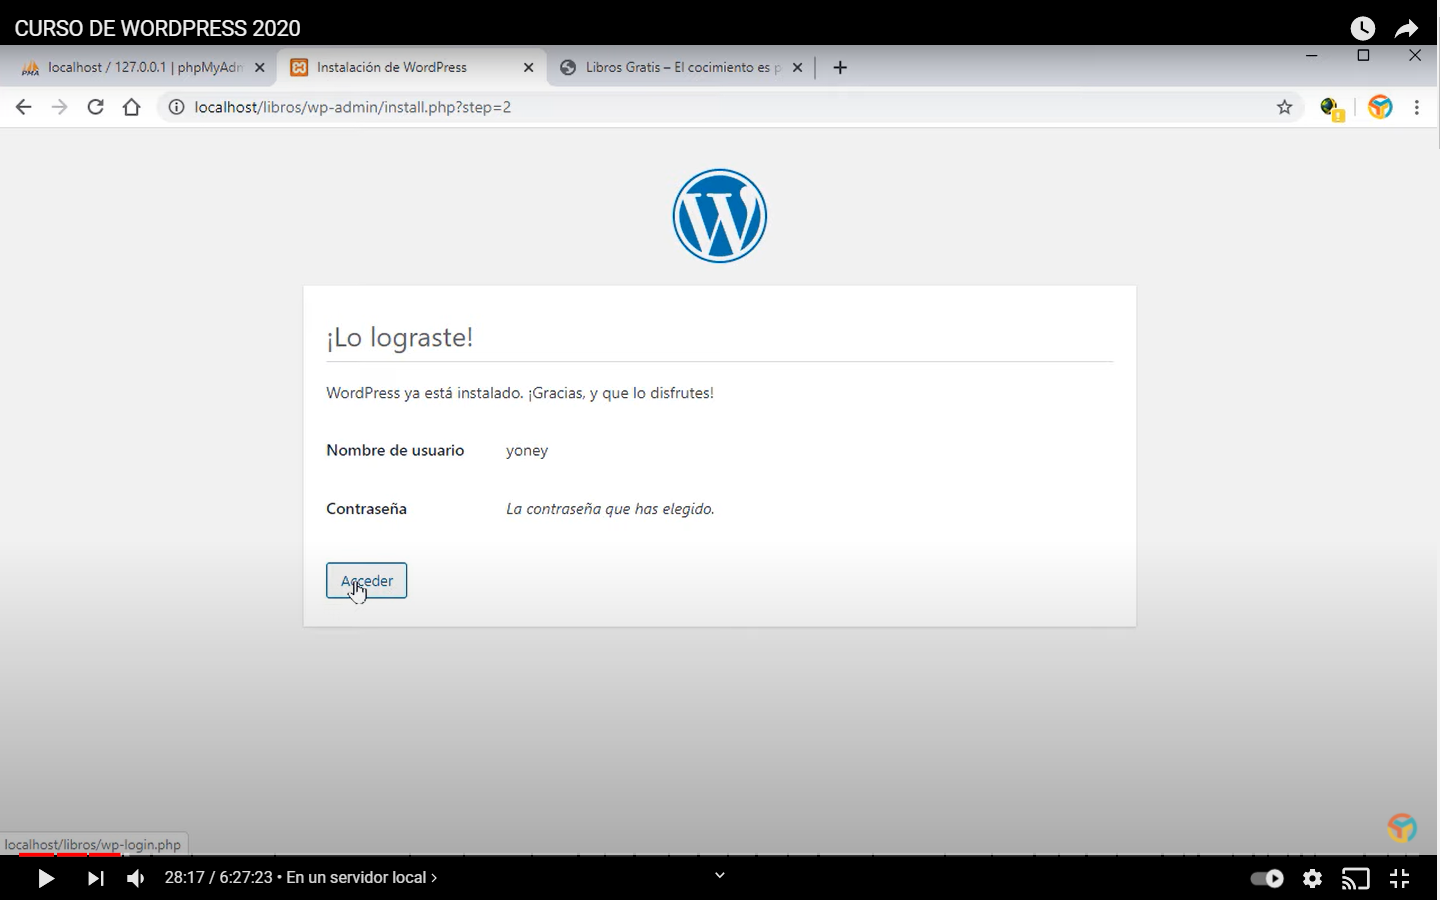 CURSO DE WORDPRESS 2020
localhost / 127.0.0.1 | phpMyAdm
Instalación de WordPress
Libros Gratis – El cocimiento es p
localhost/libros/wp-admin/install.php?step=2
¡Lo lograste!
WordPress ya está instalado. ¡Gracias, y que lo disfrutes!
Nombre de usuario yoney
Contraseña La contraseña que has elegido.
Acceder
localhost/libros/wp-login.php
28:17 / 6:27:23 • En un servidor local ›